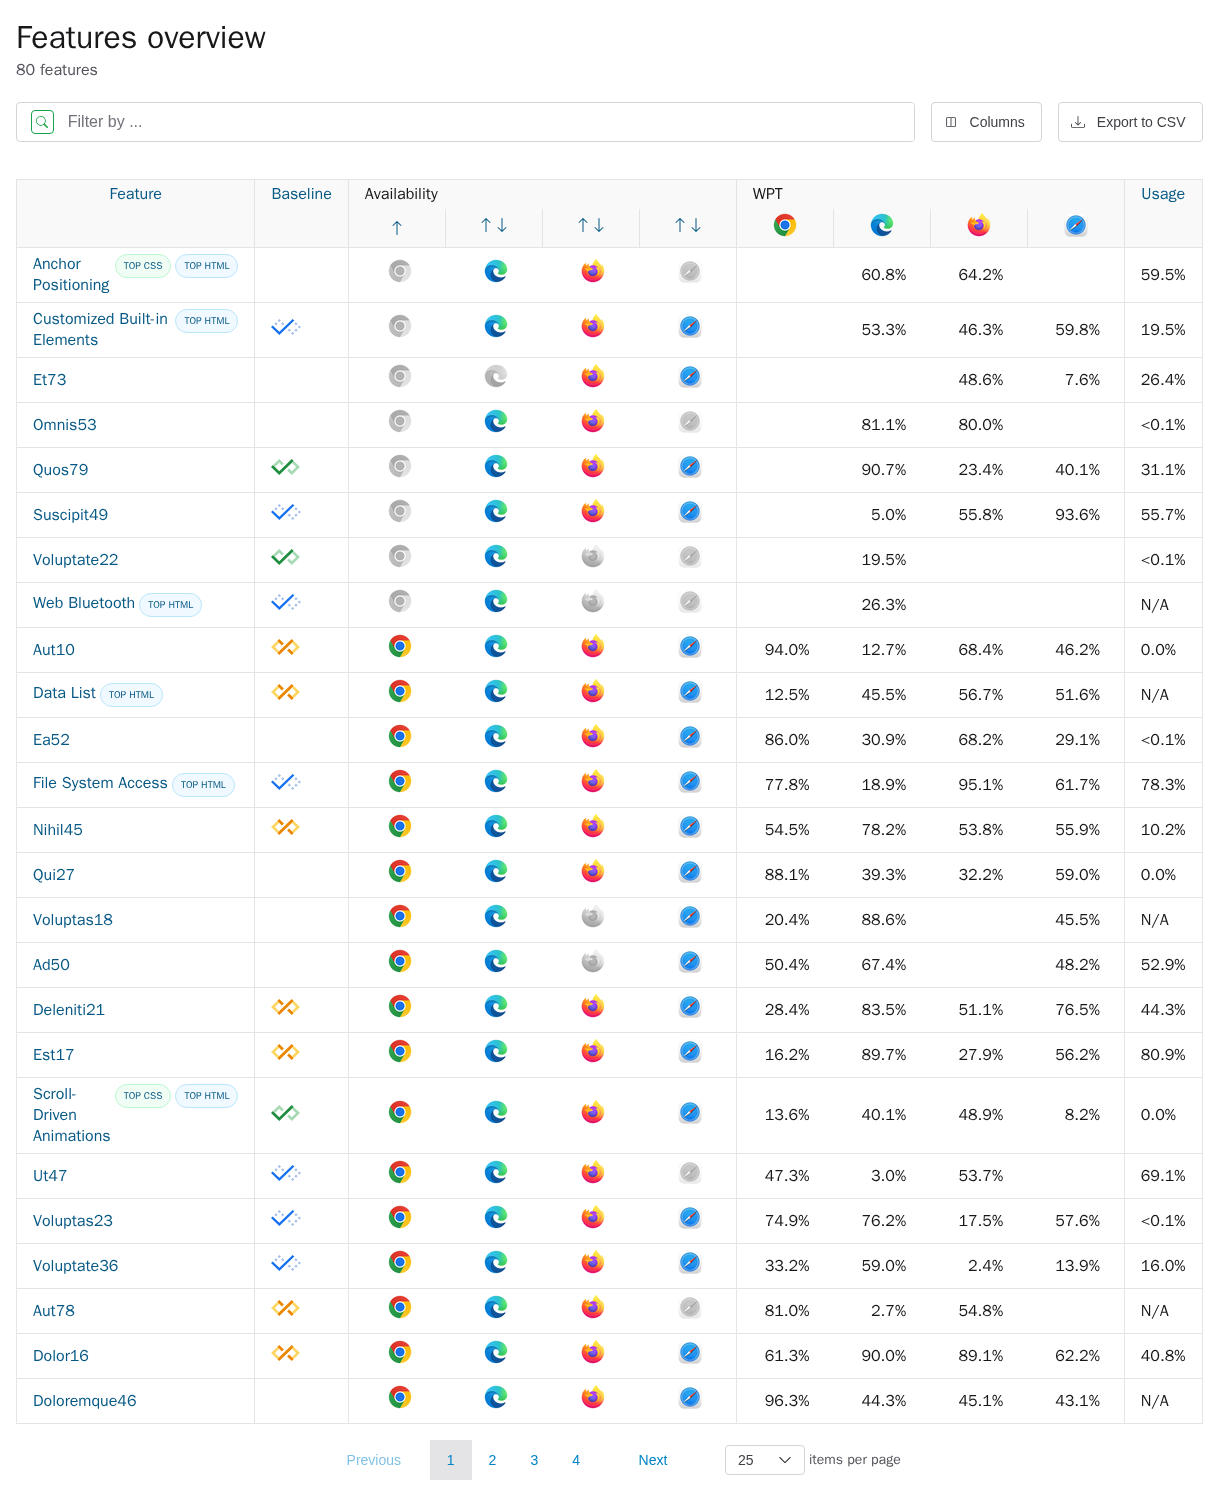 Features overview
80 features
Filter by ...
Columns
Export to CSV
Feature Baseline Availability WPT Usage
Anchor Positioning TOP CSS TOP HTML 60.8% 64.2% 59.5%
Customized Built-in Elements TOP HTML 53.3% 46.3% 59.8% 19.5%
Et73 48.6% 7.6% 26.4%
Omnis53 81.1% 80.0% <0.1%
Quos79 90.7% 23.4% 40.1% 31.1%
Suscipit49 5.0% 55.8% 93.6% 55.7%
Voluptate22 19.5% <0.1%
Web Bluetooth TOP HTML 26.3% N/A
Aut10 94.0% 12.7% 68.4% 46.2% 0.0%
Data List TOP HTML 12.5% 45.5% 56.7% 51.6% N/A
Ea52 86.0% 30.9% 68.2% 29.1% <0.1%
File System Access TOP HTML 77.8% 18.9% 95.1% 61.7% 78.3%
Nihil45 54.5% 78.2% 53.8% 55.9% 10.2%
Qui27 88.1% 39.3% 32.2% 59.0% 0.0%
Voluptas18 20.4% 88.6% 45.5% N/A
Ad50 50.4% 67.4% 48.2% 52.9%
Deleniti21 28.4% 83.5% 51.1% 76.5% 44.3%
Est17 16.2% 89.7% 27.9% 56.2% 80.9%
Scroll-Driven Animations TOP CSS TOP HTML 13.6% 40.1% 48.9% 8.2% 0.0%
Ut47 47.3% 3.0% 53.7% 69.1%
Voluptas23 74.9% 76.2% 17.5% 57.6% <0.1%
Voluptate36 33.2% 59.0% 2.4% 13.9% 16.0%
Aut78 81.0% 2.7% 54.8% N/A
Dolor16 61.3% 90.0% 89.1% 62.2% 40.8%
Doloremque46 96.3% 44.3% 45.1% 43.1% N/A
Previous 1 2 3 4 Next 25 items per page